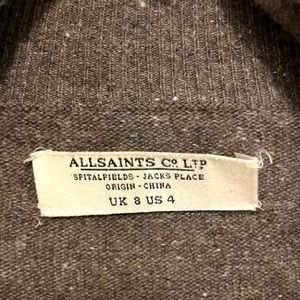 ALLSAINTS Co LTD
SPITALFIELDS - JACKS PLACE
ORIGIN - CHINA
UK 8 US 4